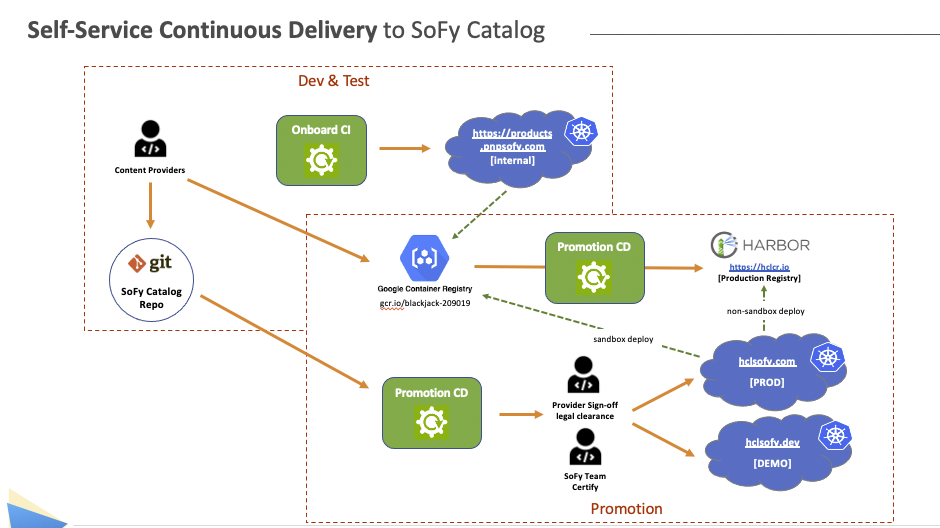 Self-Service Continuous Delivery to SoFy Catalog
Dev & Test
Content Providers
Onboard CI
https://products
.pnpsofy.com
[internal]
git
SoFy Catalog
Repo
Google Container Registry
gcr.io/blackjack-209019
Promotion CD
HARBOR
https://hclcr.io
[Production Registry]
non-sandbox deploy
sandbox deploy
hclsofy.com
[PROD]
Promotion CD
Provider Sign-off
legal clearance
SoFy Team
Certify
hclsofy.dev
[DEMO]
Promotion